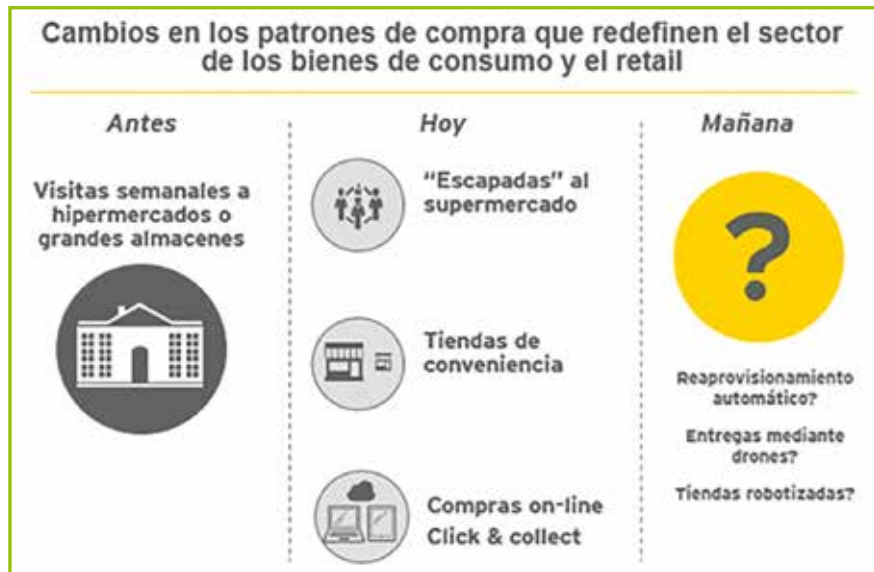 Cambios en los patrones de compra que redefinen el sector
de los bienes de consumo y el retail
Antes
Visitas semanales a
hipermercados o
grandes almacenes
Hoy
"Escapadas" al
supermercado
Tiendas de
conveniencia
Compras on-line
Click & collect
Mañana
?
Reaprovisionamiento
automático?
Entregas mediante
drones?
Tiendas robotizadas?